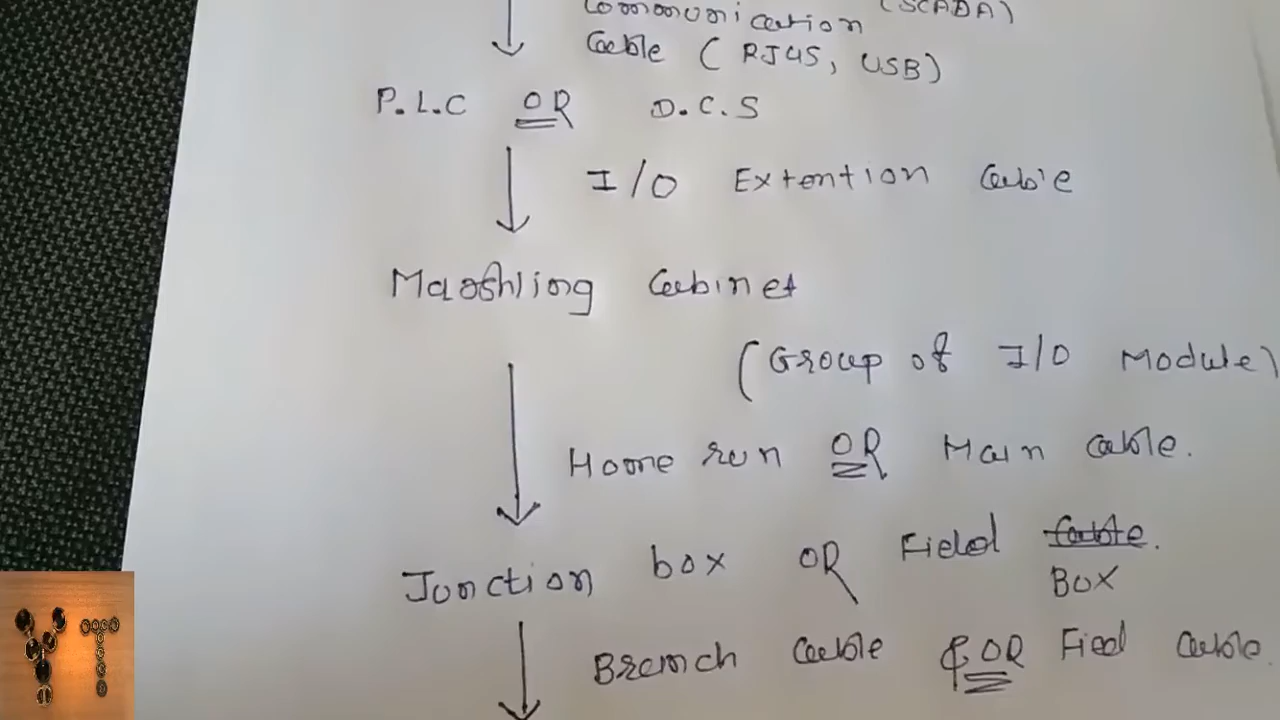 Communication (SCADA)
Cable ( RJ45, USB)
P.L.C OR D.C.S
I/O Extention Cable
Marshling Cabinet
(Group of I/O Module)
Home run OR Main cable.
Junction box OR Field
BOX
Branch Cable & OR Field Cable.
YT